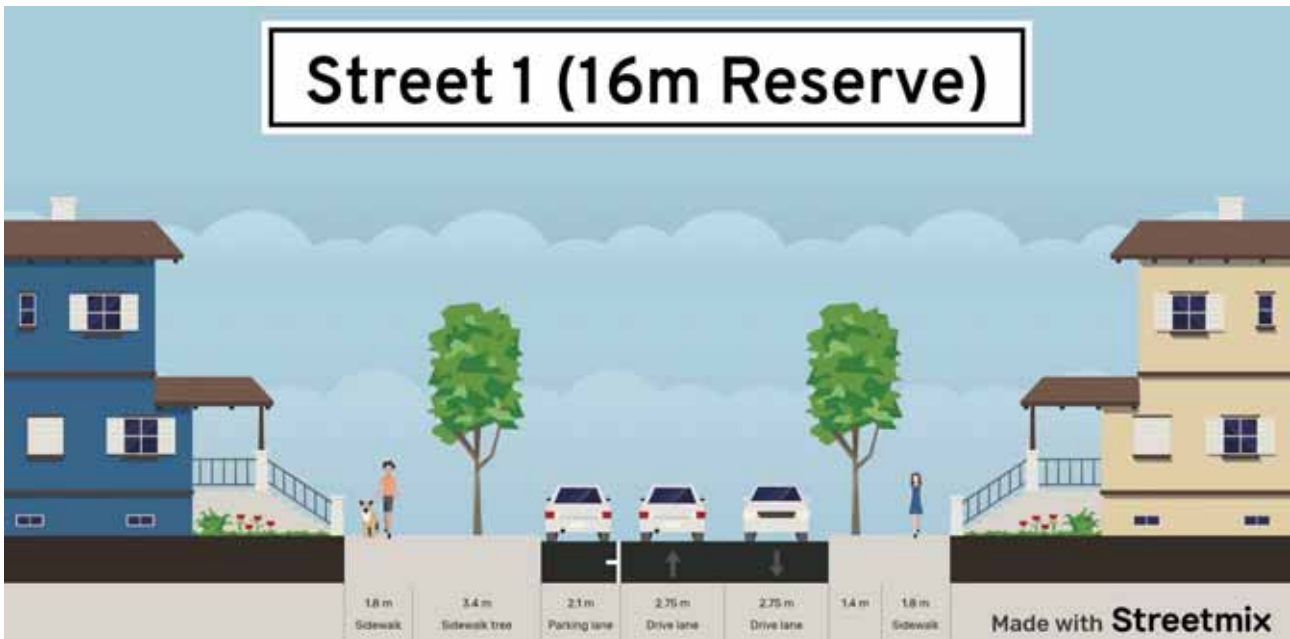 Street 1 (16m Reserve)
1.8 m
Sidewalk
3.4 m
Sidewalk tree
2.1 m
Parking lane
2.75 m
Drive lane
2.75 m
Drive lane
1.4 m
1.8 m
Sidewalk
Made with Streetmix